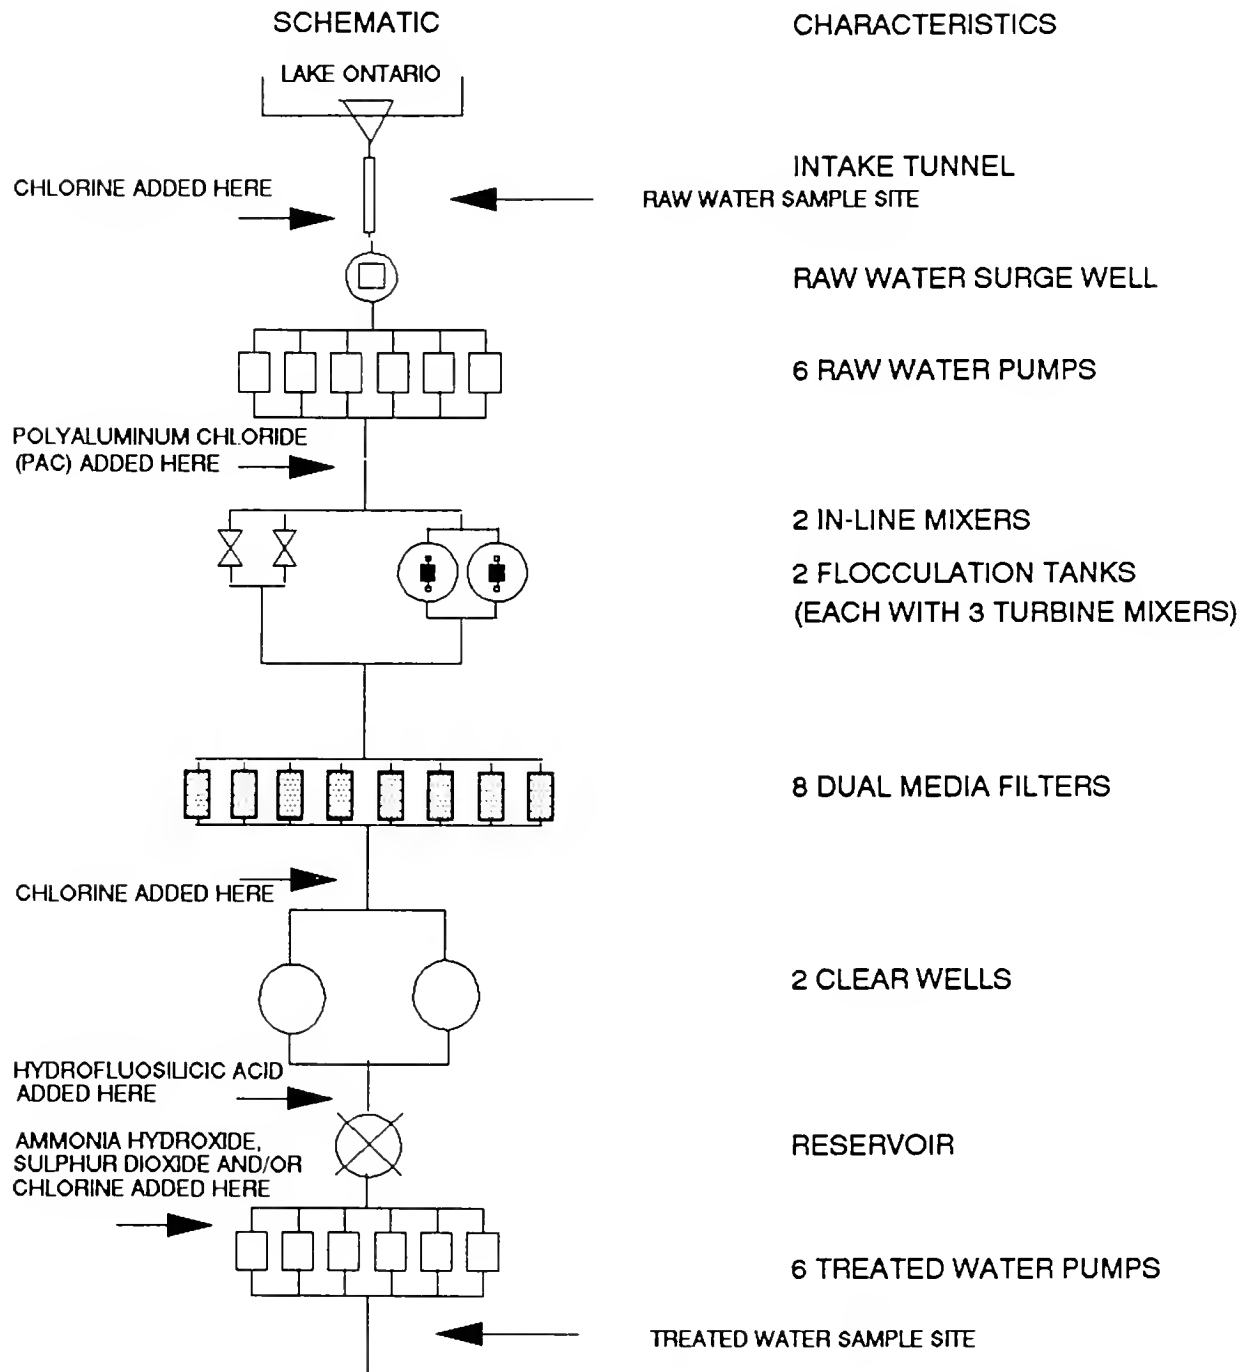 SCHEMATIC
CHARACTERISTICS
LAKE ONTARIO
INTAKE TUNNEL
CHLORINE ADDED HERE
RAW WATER SAMPLE SITE
RAW WATER SURGE WELL
6 RAW WATER PUMPS
POLYALUMINUM CHLORIDE
(PAC) ADDED HERE
2 IN-LINE MIXERS
2 FLOCCULATION TANKS
(EACH WITH 3 TURBINE MIXERS)
8 DUAL MEDIA FILTERS
CHLORINE ADDED HERE
2 CLEAR WELLS
HYDROFLUOSILICIC ACID
ADDED HERE
AMMONIA HYDROXIDE,
SULPHUR DIOXIDE AND/OR
CHLORINE ADDED HERE
RESERVOIR
6 TREATED WATER PUMPS
TREATED WATER SAMPLE SITE